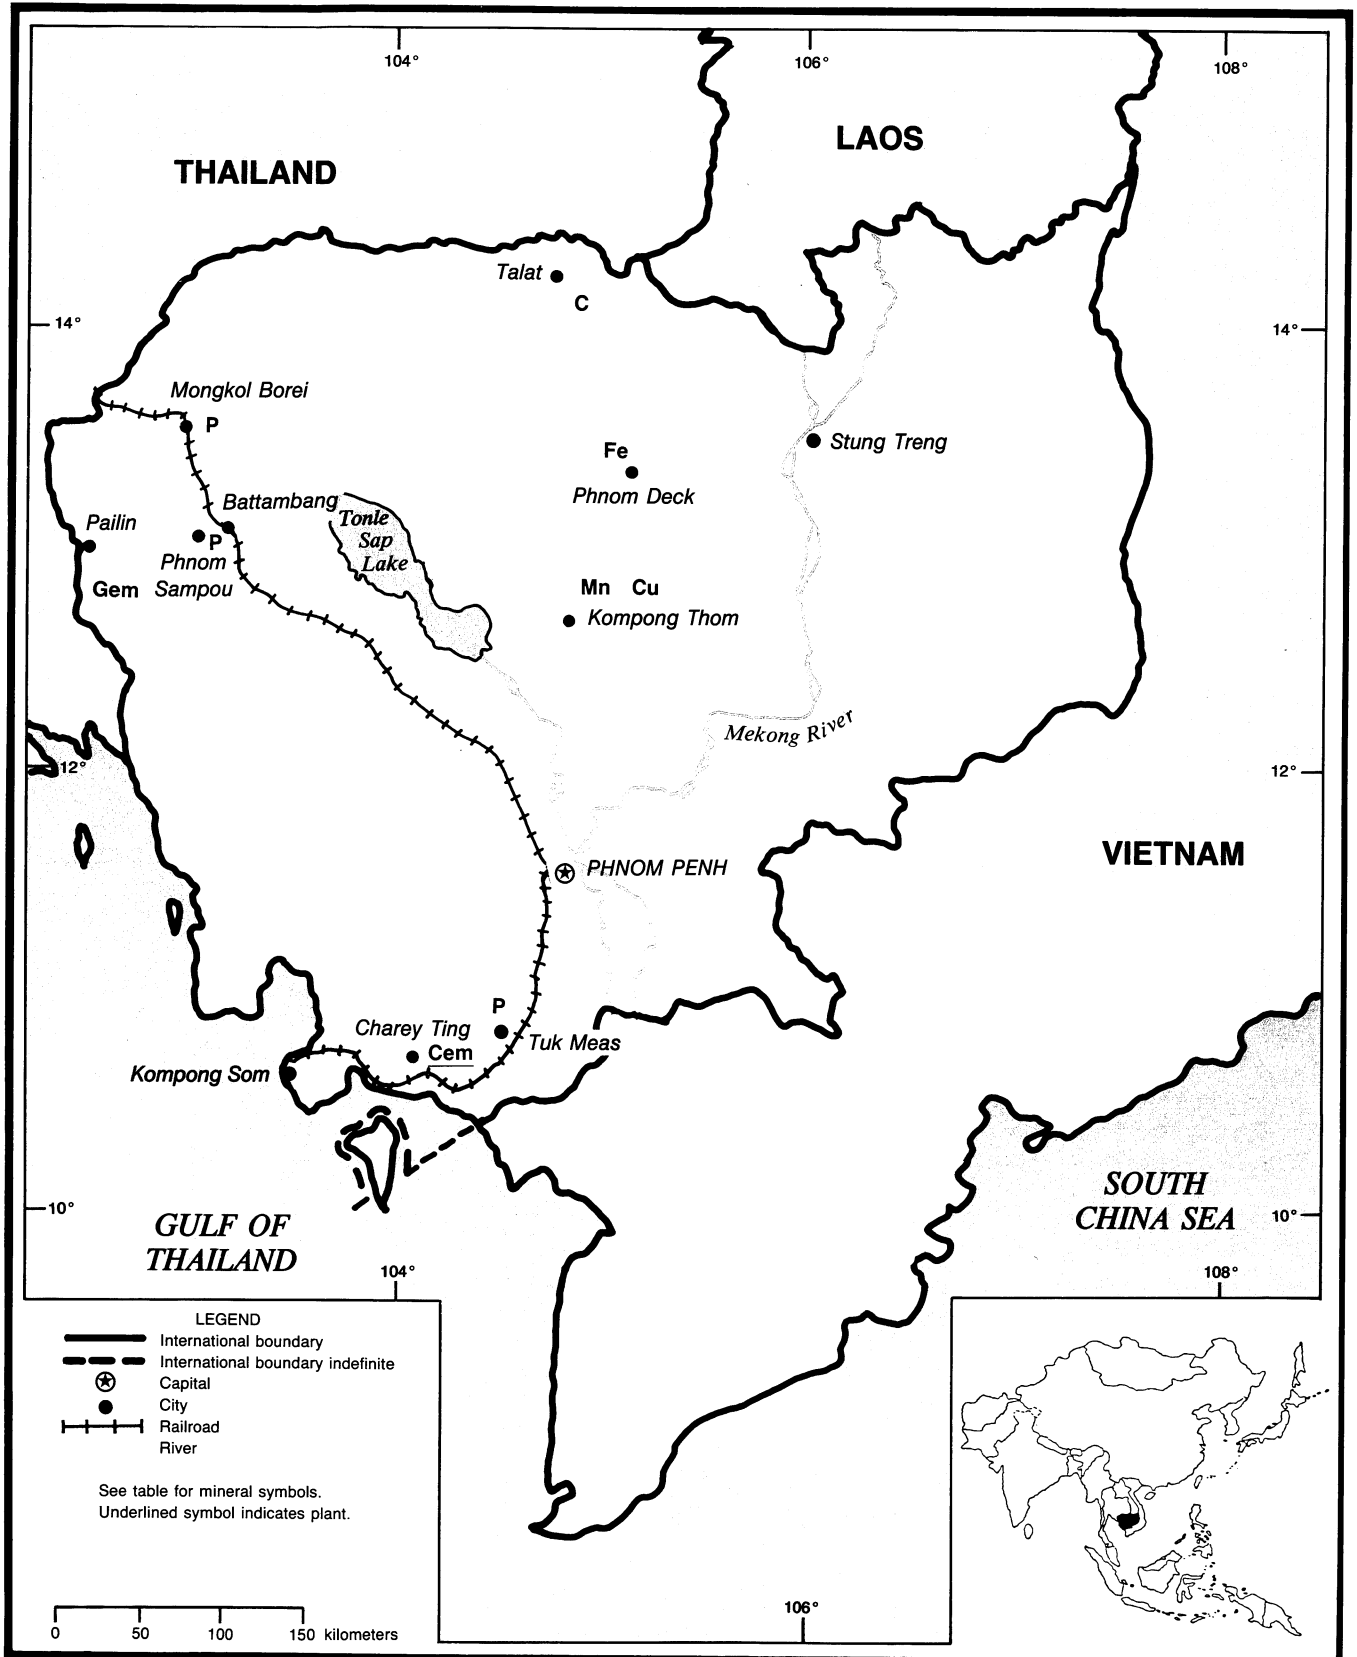 104°
106°
108°
LAOS
THAILAND
Talat
C
14°
14°
Mongkol Borei
P
Stung Treng
Fe
Phnom Deck
Battambang
Pailin
Tonle
Sap
Lake
P
Phnom
Sampou
Gem
Mn Cu
Kompong Thom
Mekong River
12°
12°
VIETNAM
PHNOM PENH
P
Charey Ting
Tuk Meas
Cem
Kompong Som
SOUTH
CHINA SEA
10°
10°
GULF OF
THAILAND
104°
108°
LEGEND
International boundary
International boundary indefinite
Capital
City
Railroad
River
See table for mineral symbols.
Underlined symbol indicates plant.
106°
0 50 100 150 kilometers